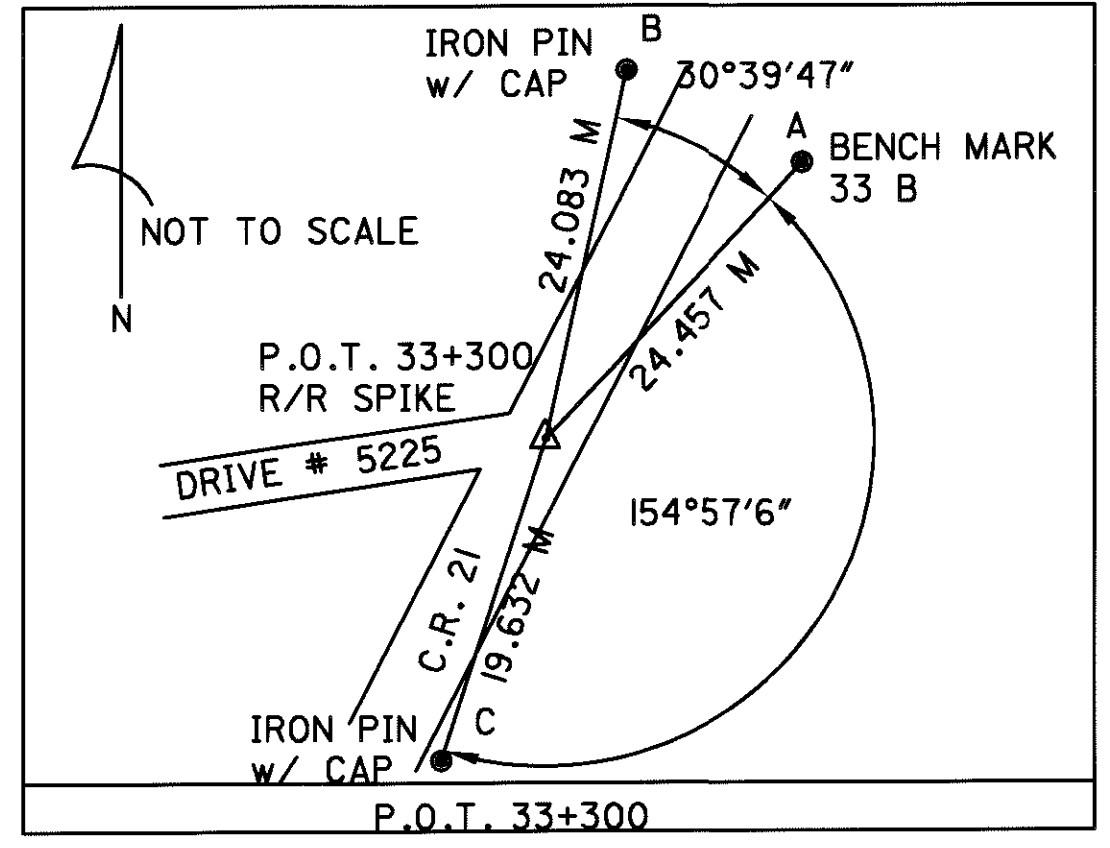 IRON PIN
w/ CAP
B
30°39'47"
A
BENCH MARK
33 B
24.083 M
NOT TO SCALE
N
24.457 M
P.O.T. 33+300
R/R SPIKE
DRIVE # 5225
154°57'6"
C.R. 21
19.632 M
IRON PIN
w/ CAP
C
P.O.T. 33+300